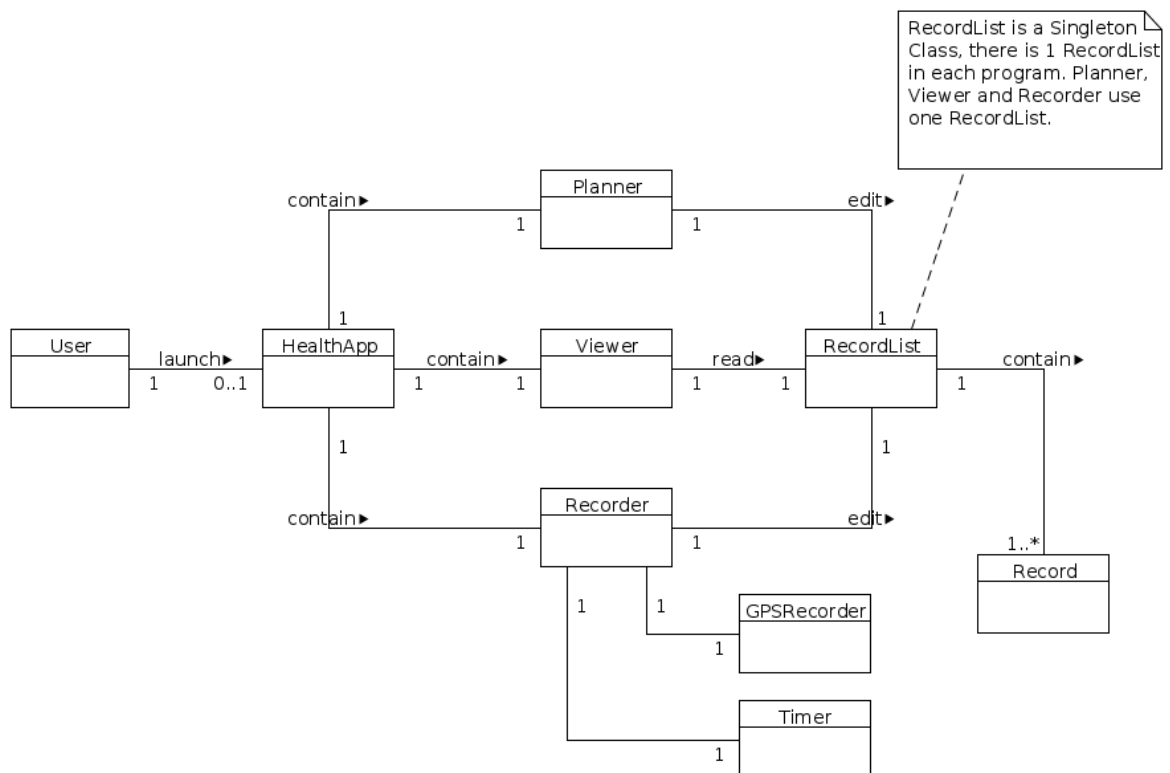 RecordList is a Singleton
Class, there is 1 RecordList
in each program. Planner,
Viewer and Recorder use
one RecordList.
Planner
contain▶
edit▶
1
1
1
1
User
HealthApp
Viewer
RecordList
launch▶
contain▶
read▶
contain▶
1
0..1
1
1
1
1
1
1
1
Recorder
contain▶
edit▶
1
1
1..*
Record
1
1
GPSRecorder
1
Timer
1